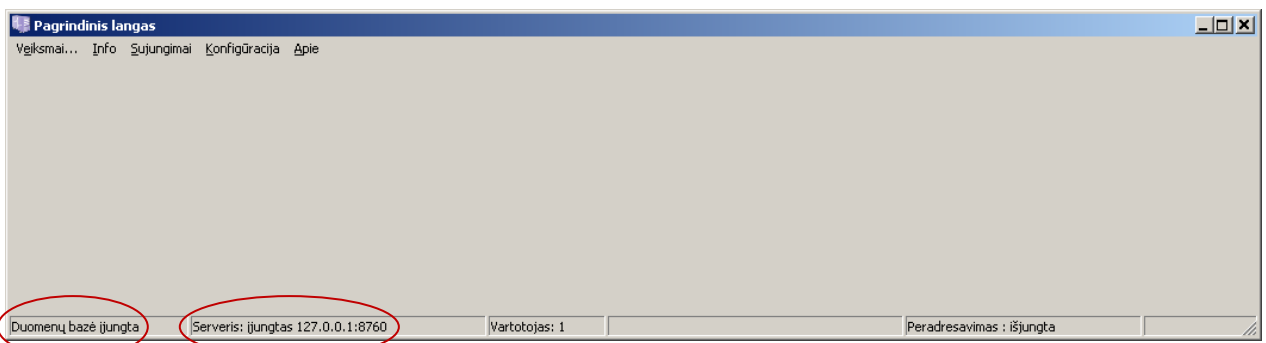 Pagrindinis langas
Veiksmai... Info Sujungimai Konfigūracija Apie
Duomenų bazė įjungta Serveris: įjungtas 127.0.0.1:8760 Vartotojas: 1 Peradresavimas : išjungta